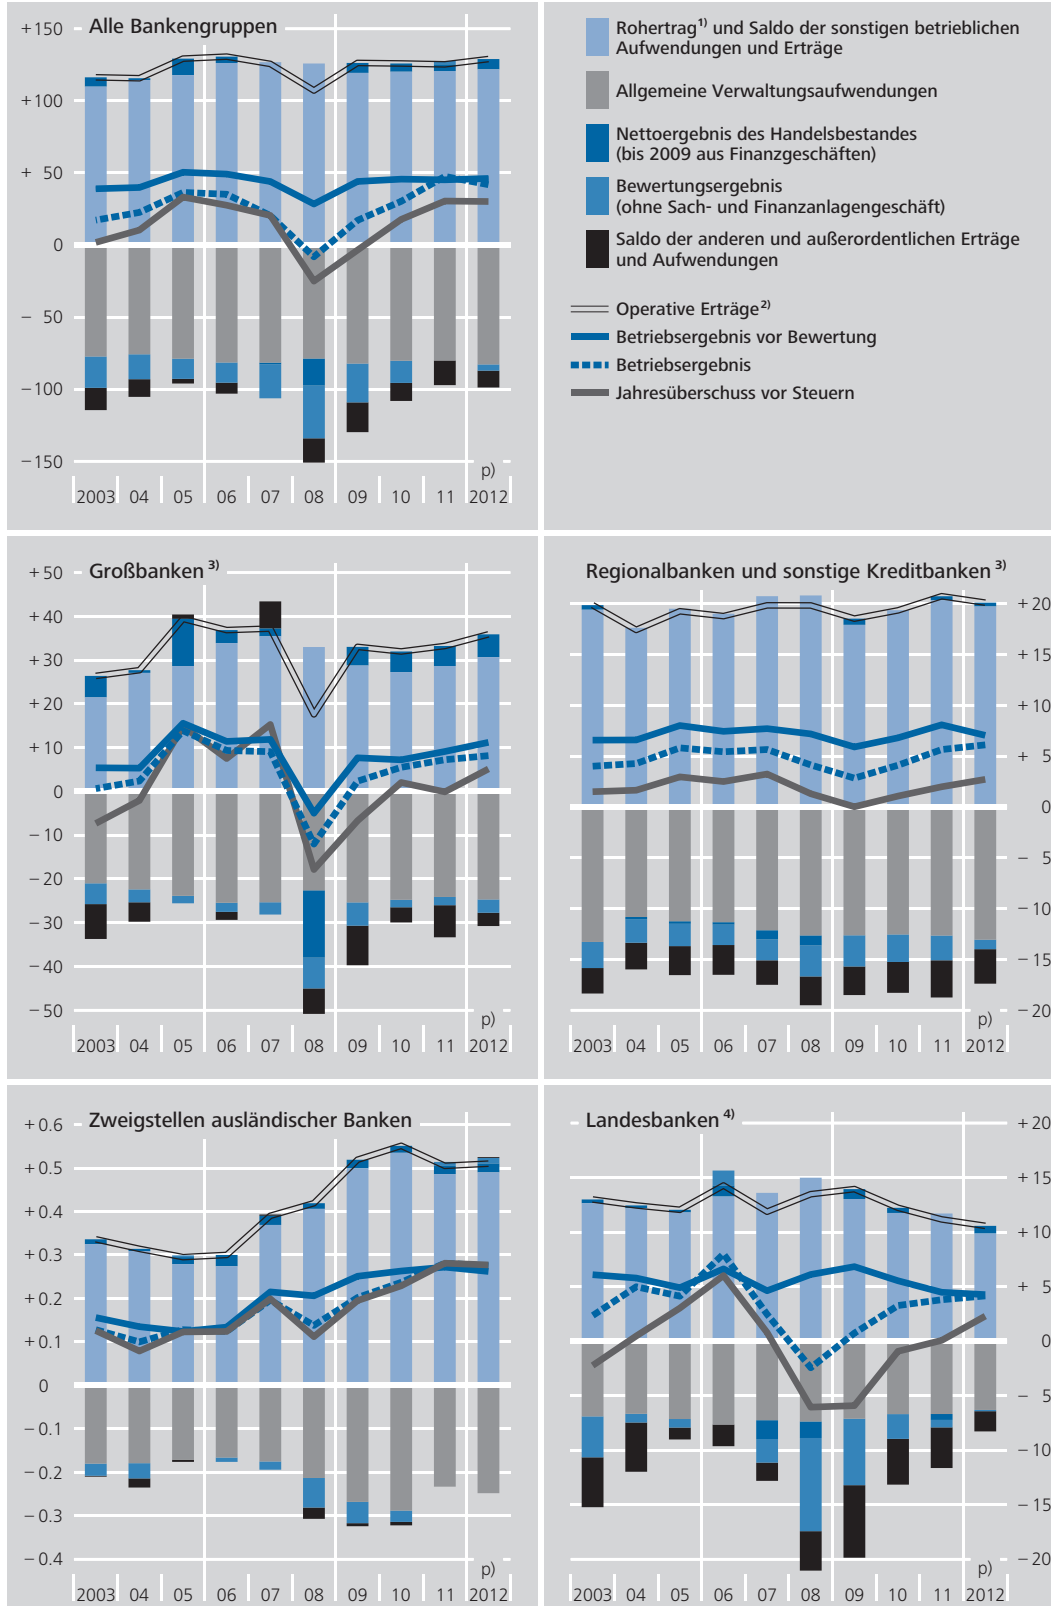 Alle Bankengruppen
+150
+100
+ 50
0
− 50
−100
−150
p)
2003 04 05 06 07 08 09 10 11 2012
Rohertrag1) und Saldo der sonstigen betrieblichen
Aufwendungen und Erträge
Allgemeine Verwaltungsaufwendungen
Nettoergebnis des Handelsbestandes
(bis 2009 aus Finanzgeschäften)
Bewertungsergebnis
(ohne Sach- und Finanzanlagengeschäft)
Saldo der anderen und außerordentlichen Erträge
und Aufwendungen
Operative Erträge2)
Betriebsergebnis vor Bewertung
Betriebsergebnis
Jahresüberschuss vor Steuern
Großbanken 3)
+50
+40
+30
+20
+10
0
−10
−20
−30
−40
−50
p)
2003 04 05 06 07 08 09 10 11 2012
Regionalbanken und sonstige Kreditbanken 3)
+20
+15
+10
+ 5
0
− 5
−10
−15
−20
p)
2003 04 05 06 07 08 09 10 11 2012
Zweigstellen ausländischer Banken
+0.6
+0.5
+0.4
+0.3
+0.2
+0.1
0
−0.1
−0.2
−0.3
−0.4
p)
2003 04 05 06 07 08 09 10 11 2012
Landesbanken 4)
+20
+15
+10
+ 5
0
− 5
−10
−15
−20
p)
2003 04 05 06 07 08 09 10 11 2012